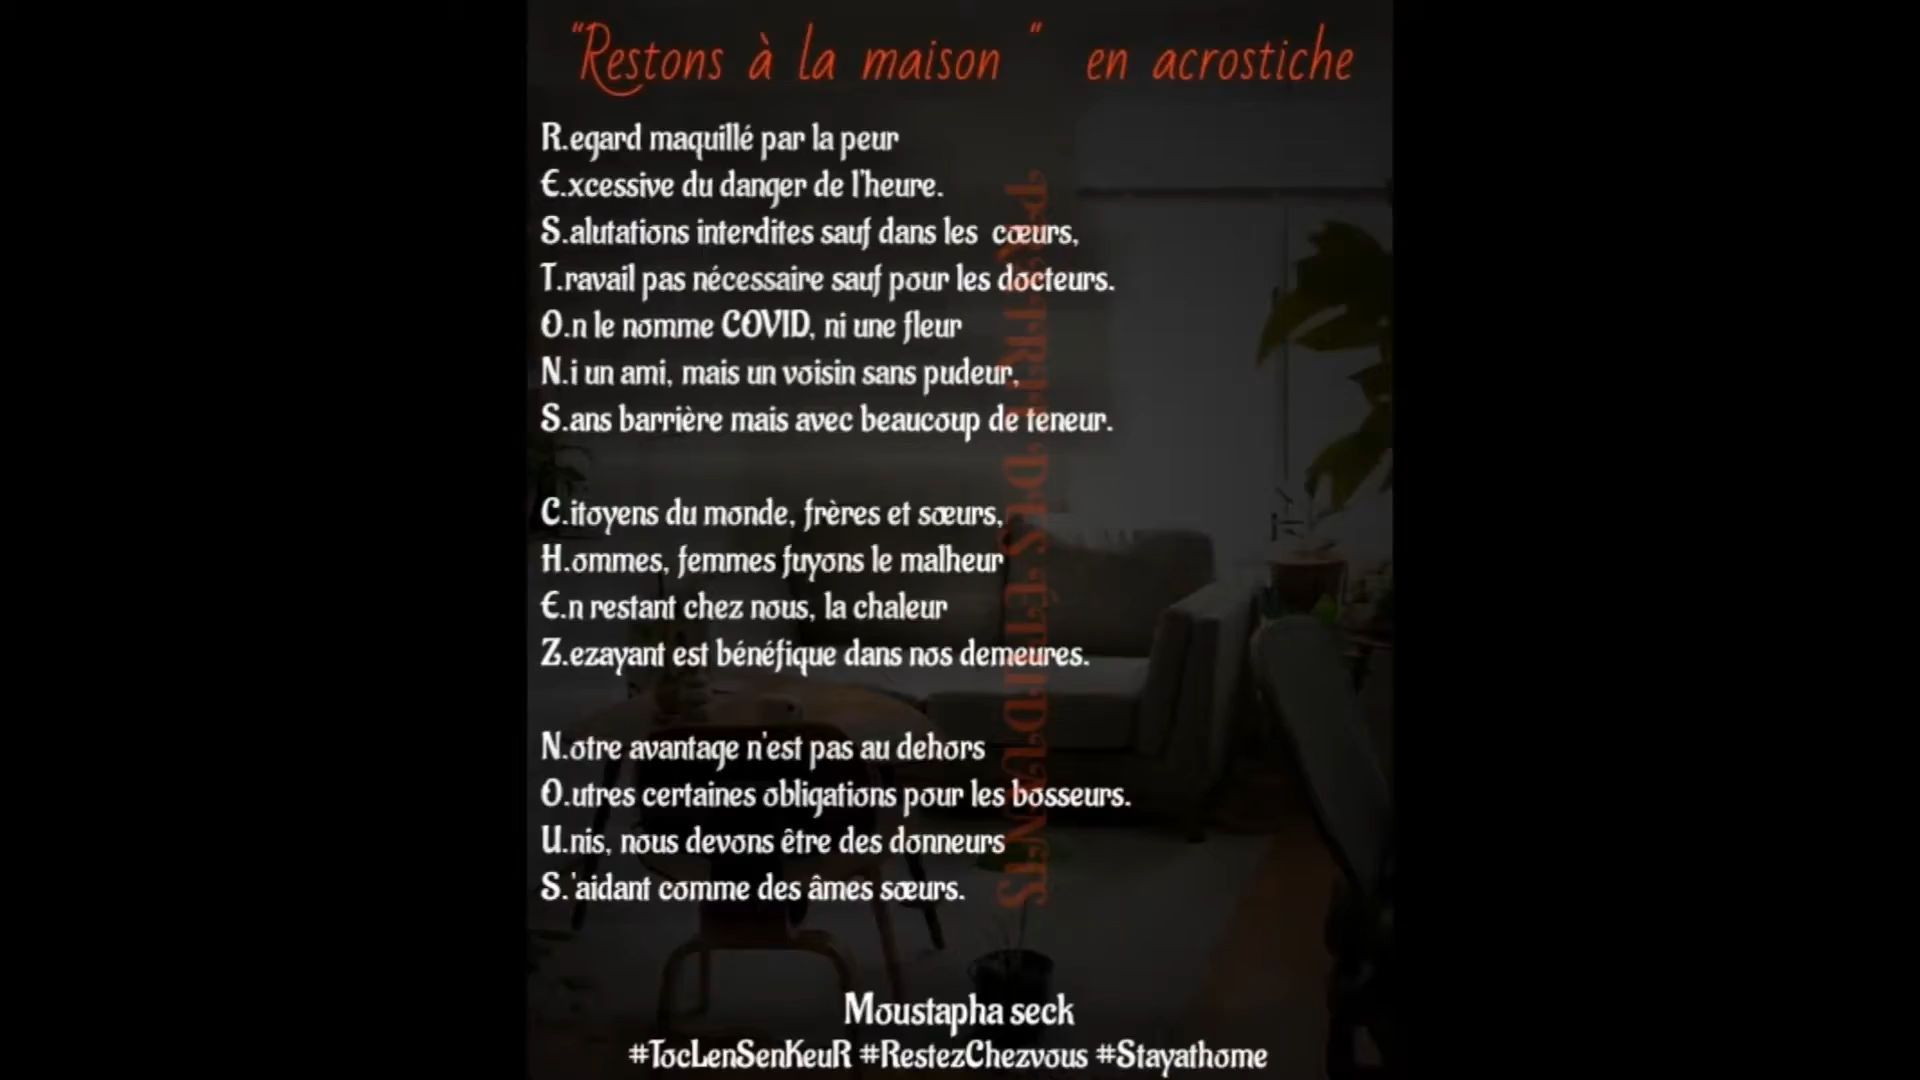 "Restons à la maison " en acrostiche
R.egard maquillé par la peur
E.xcessive du danger de l'heure.
S.alutations interdites sauf dans les cœurs,
T.ravail pas nécessaire sauf pour les docteurs.
O.n le nomme COVID, ni une fleur
N.i un ami, mais un voisin sans pudeur,
S.ans barrière mais avec beaucoup de teneur.
C.itoyens du monde, frères et sœurs,
H.ommes, femmes fuyons le malheur
E.n restant chez nous, la chaleur
Z.ezayant est bénéfique dans nos demeures.
N.otre avantage n'est pas au dehors
O.utres certaines obligations pour les bosseurs.
U.nis, nous devons être des donneurs
S.'aidant comme des âmes sœurs.
Moustapha seck
#TocLenSenKeuR #RestezChezvous #Stayathome